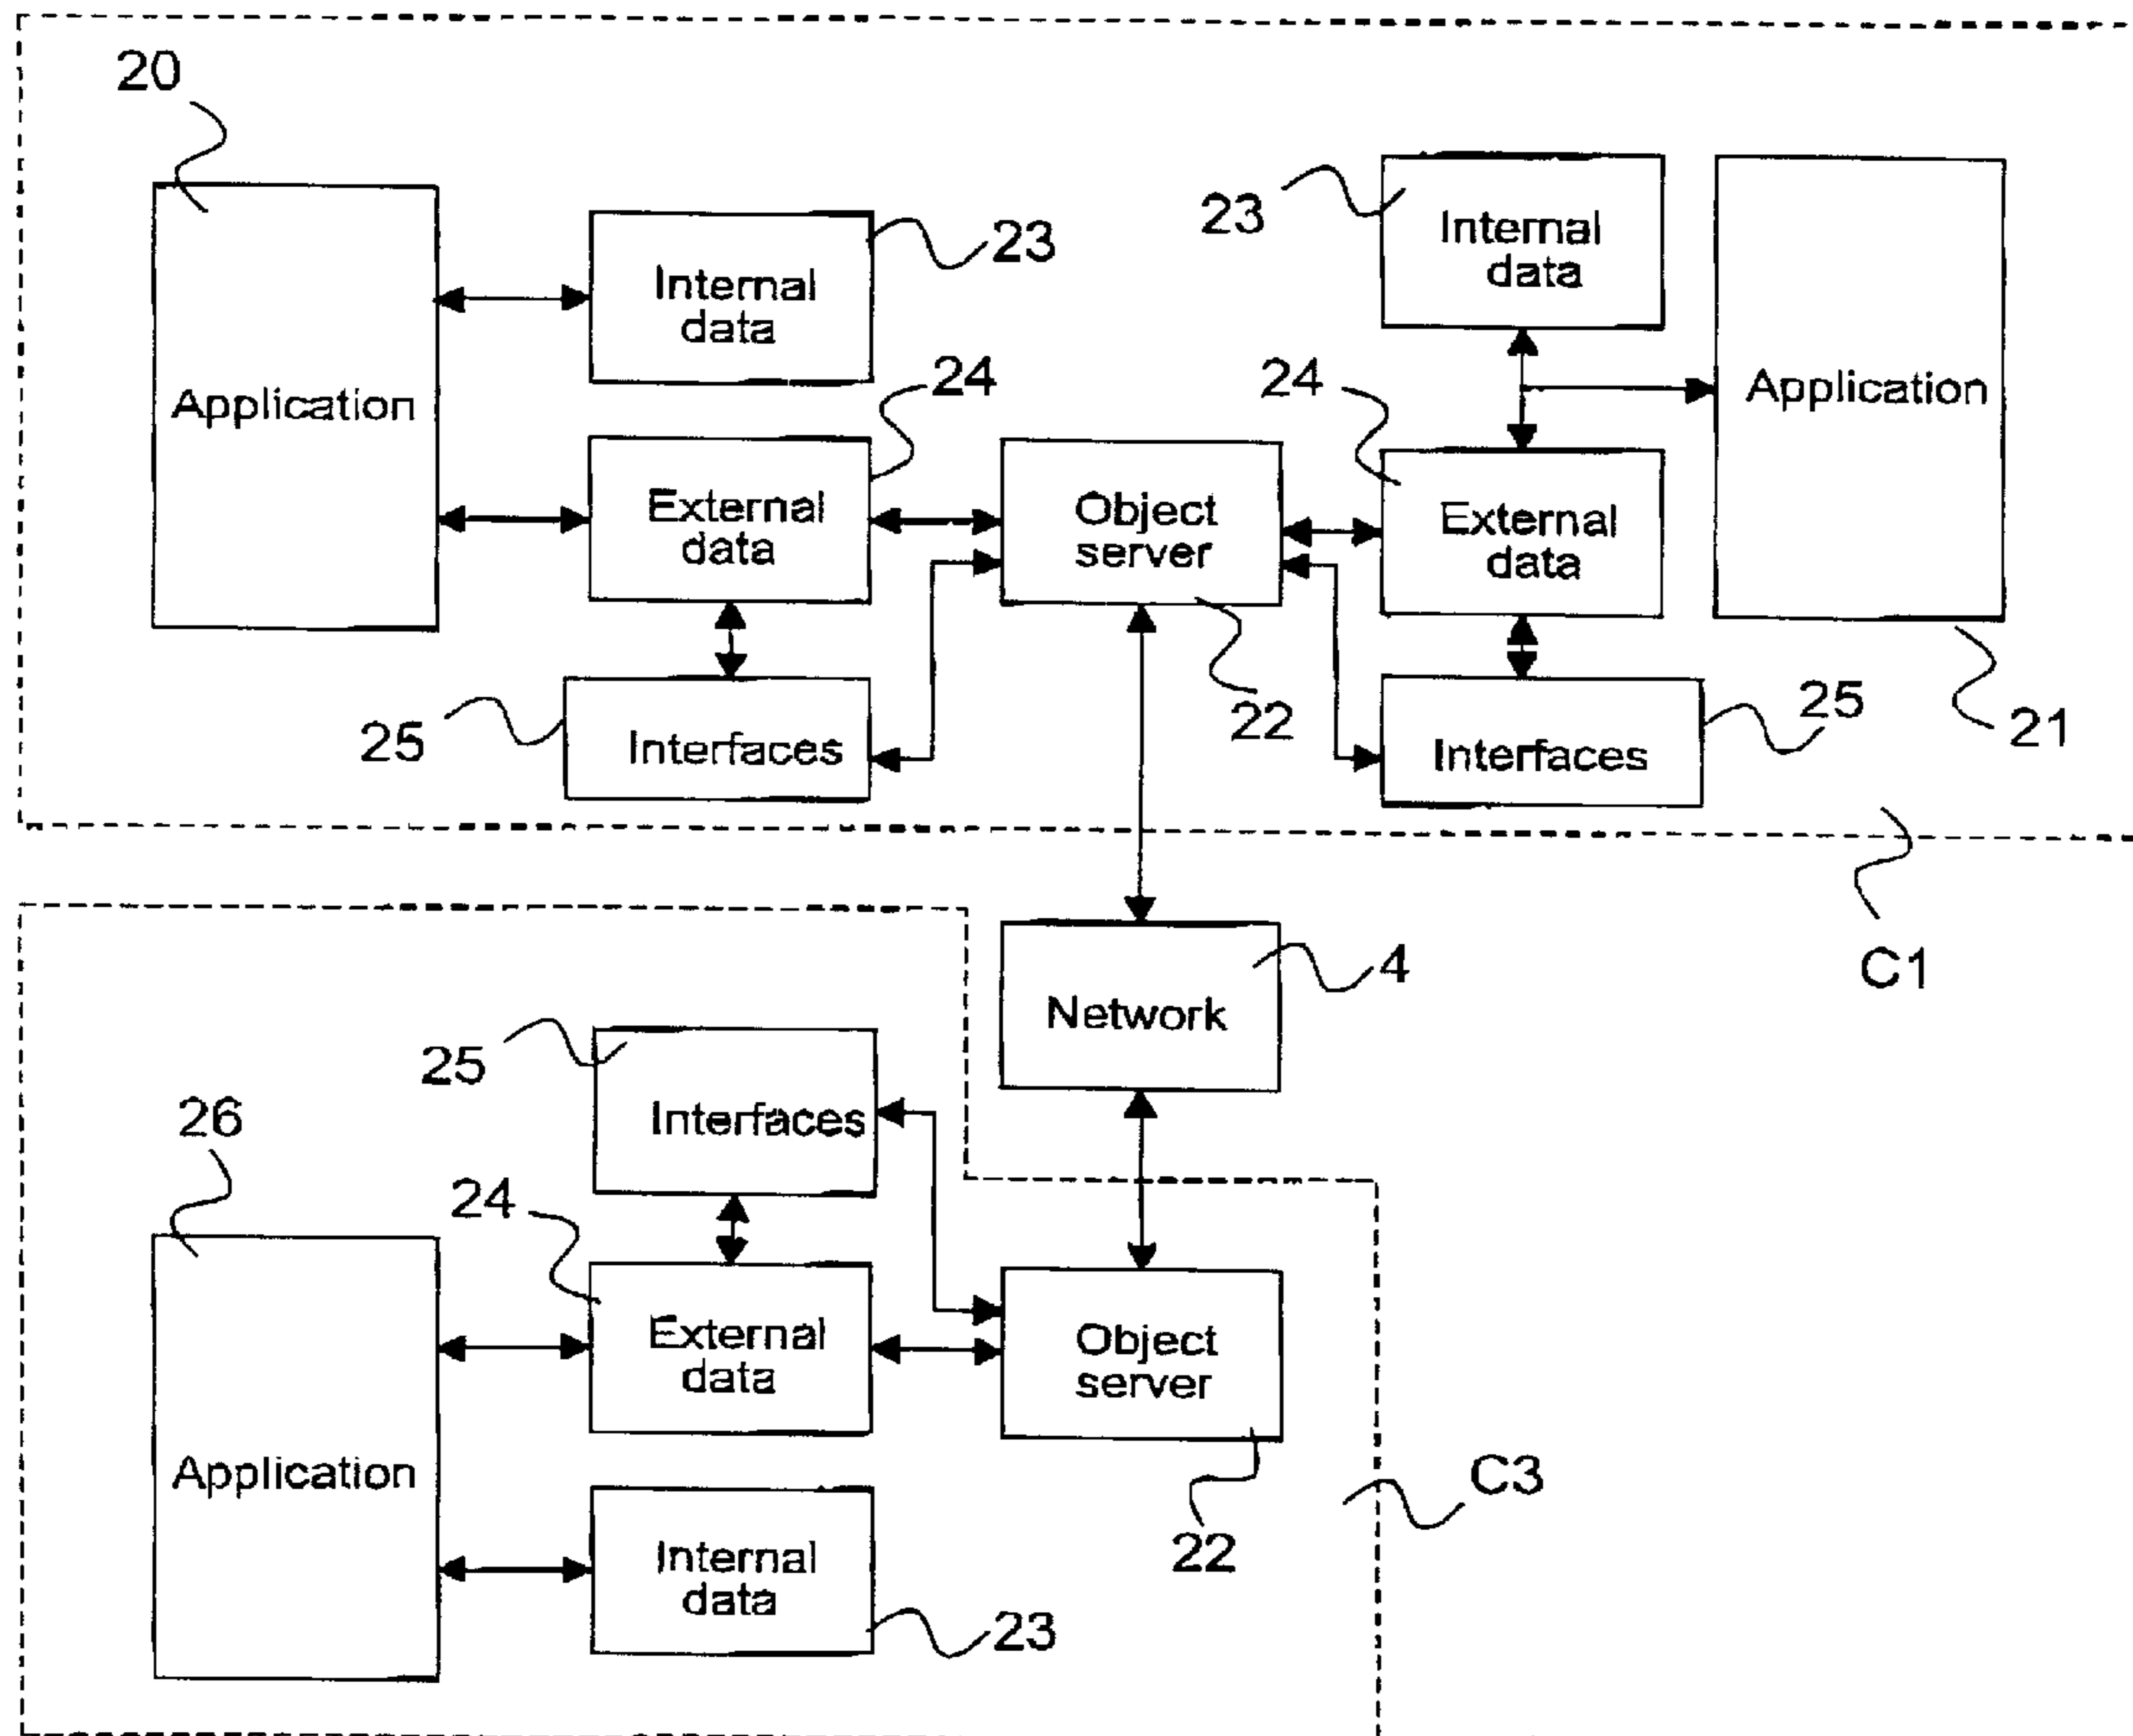 20
23
Internal
data
23
Internal
data
Application
24
24
Application
External
data
Object
server
External
data
25
Interfaces
22
25
Interfaces
21
C1
4
Network
25
Interfaces
26
24
External
data
Object
server
Application
C3
22
Internal
data
23